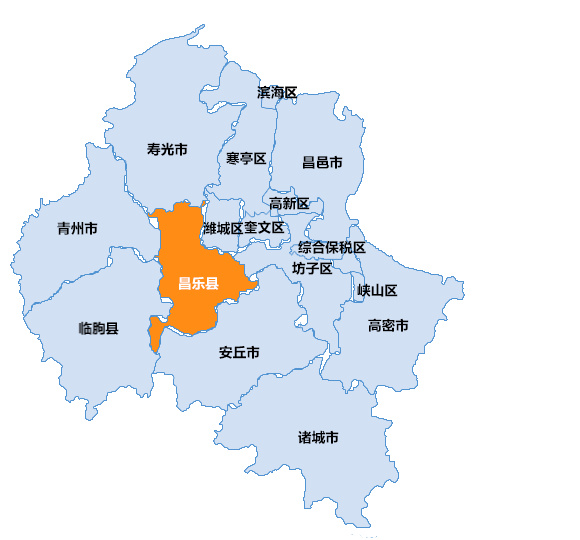 滨海区
寿光市
寒亭区
昌邑市
高新区
青州市
潍城区
奎文区
综合保税区
坊子区
昌乐县
峡山区
临朐县
高密市
安丘市
诸城市